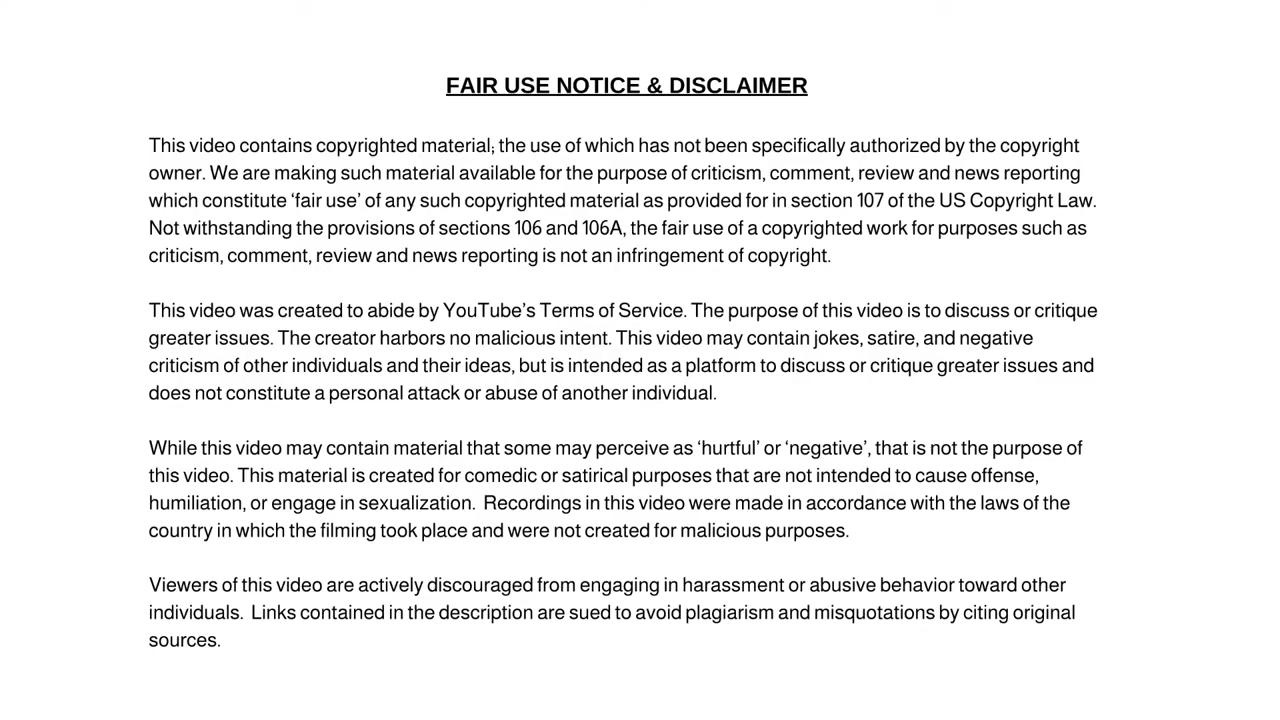 FAIR USE NOTICE & DISCLAIMER
This video contains copyrighted material; the use of which has not been specifically authorized by the copyright
owner. We are making such material available for the purpose of criticism, comment, review and news reporting
which constitute ‘fair use’ of any such copyrighted material as provided for in section 107 of the US Copyright Law.
Not withstanding the provisions of sections 106 and 106A, the fair use of a copyrighted work for purposes such as
criticism, comment, review and news reporting is not an infringement of copyright.
This video was created to abide by YouTube’s Terms of Service. The purpose of this video is to discuss or critique
greater issues. The creator harbors no malicious intent. This video may contain jokes, satire, and negative
criticism of other individuals and their ideas, but is intended as a platform to discuss or critique greater issues and
does not constitute a personal attack or abuse of another individual.
While this video may contain material that some may perceive as ‘hurtful’ or ‘negative’, that is not the purpose of
this video. This material is created for comedic or satirical purposes that are not intended to cause offense,
humiliation, or engage in sexualization.  Recordings in this video were made in accordance with the laws of the
country in which the filming took place and were not created for malicious purposes.
Viewers of this video are actively discouraged from engaging in harassment or abusive behavior toward other
individuals.  Links contained in the description are sued to avoid plagiarism and misquotations by citing original
sources.